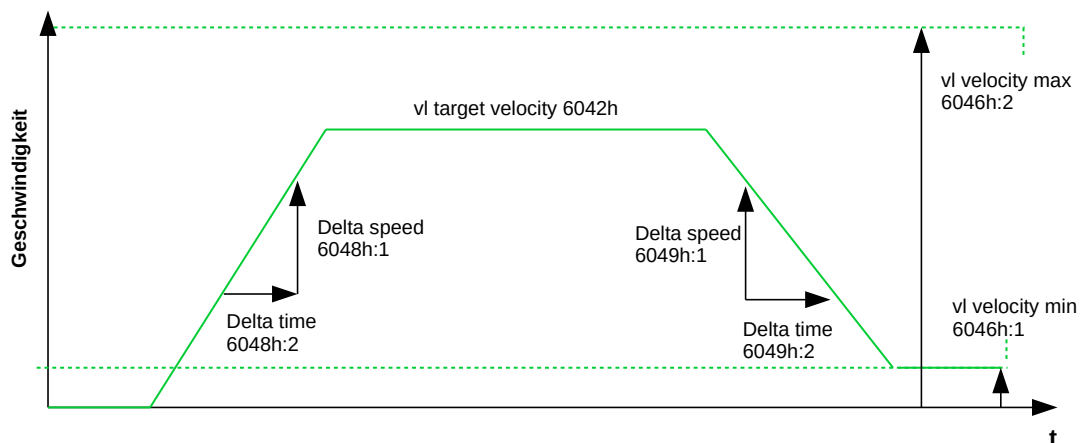 Geschwindigkeit
vl target velocity 6042h
vl velocity max
6046h:2
Delta speed
6048h:1
Delta speed
6049h:1
Delta time
6048h:2
Delta time
6049h:2
vl velocity min
6046h:1
t